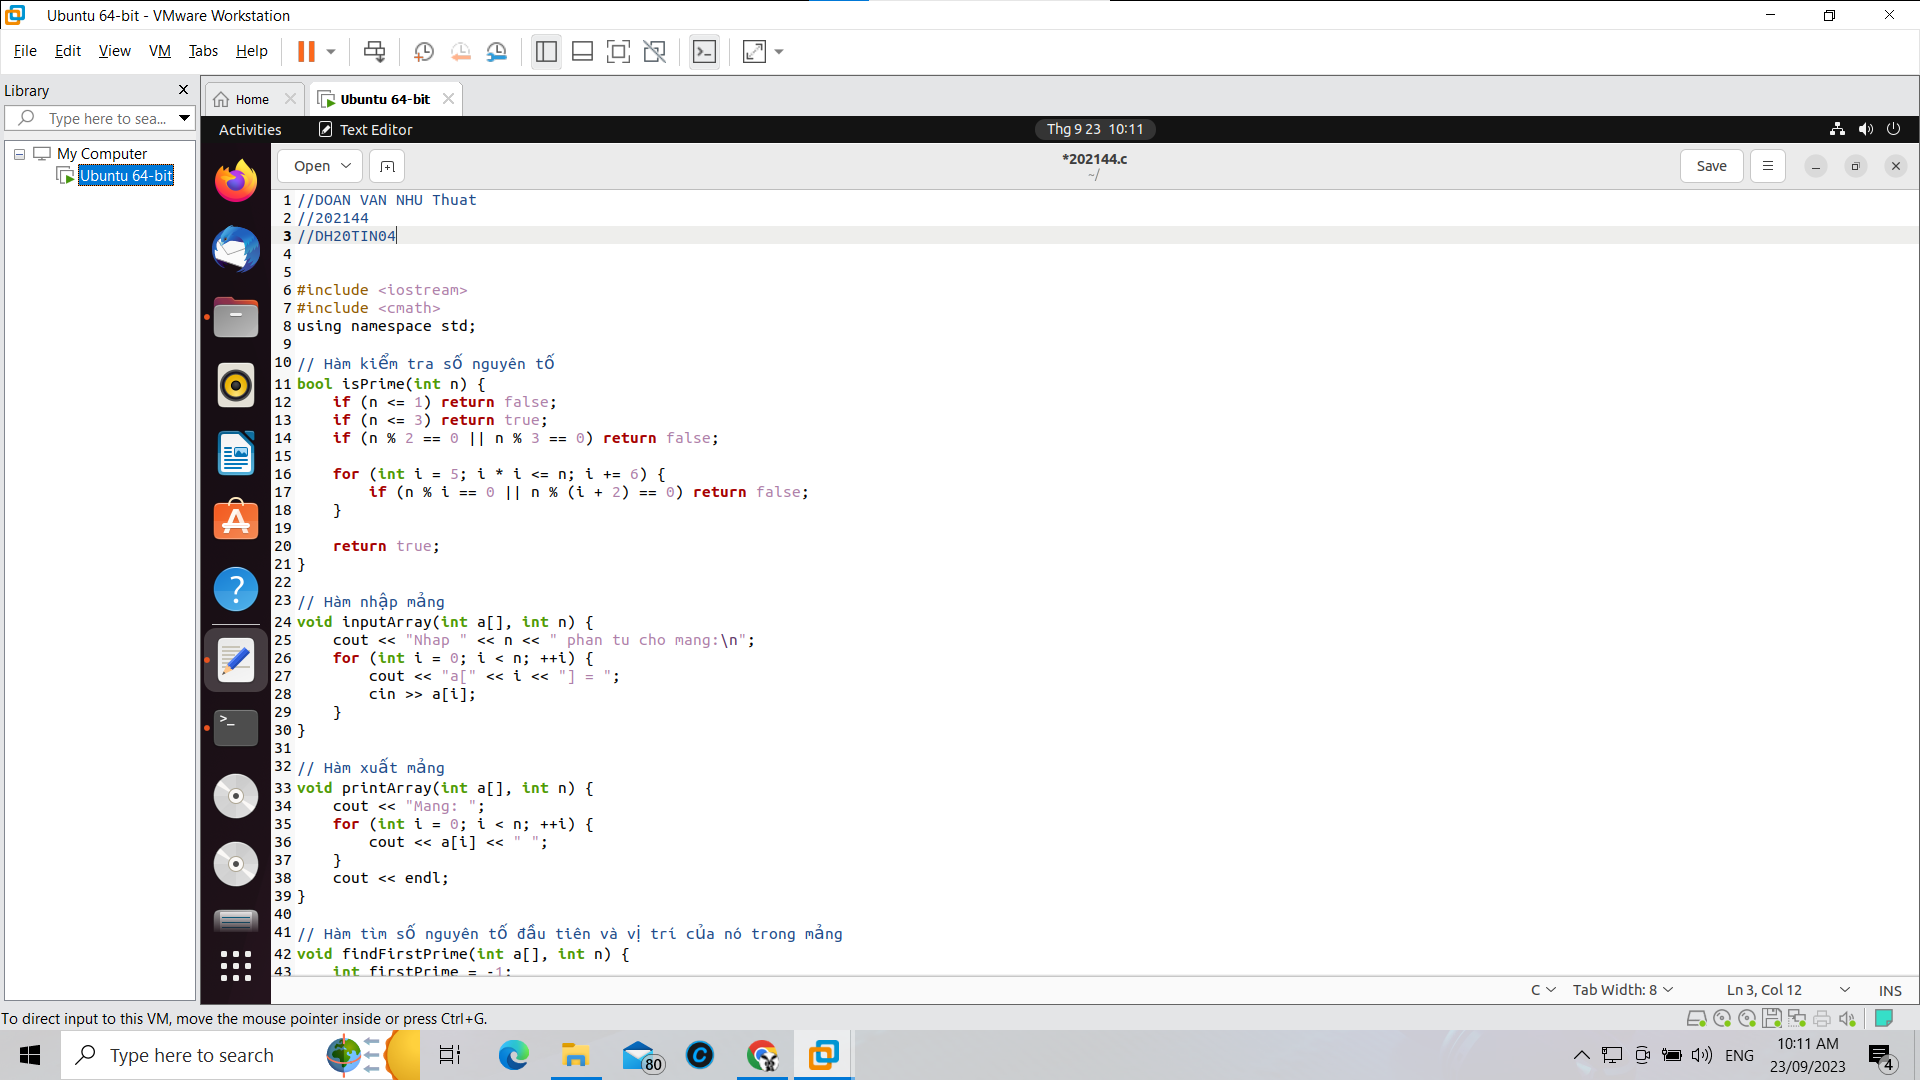 Ubuntu 64-bit - VMware Workstation
File Edit View VM Tabs Help
Library
Type here to sea...
My Computer
Ubuntu 64-bit
Home
Ubuntu 64-bit
Activities
Text Editor
Thg 9 23 10:11
Open
*202144.c
~/
Save
1 //DOAN VAN NHU Thuat
2 //202144
3 //DH20TIN04
4
5
6 #include <iostream>
7 #include <cmath>
8 using namespace std;
9
10 // Hàm kiểm tra số nguyên tố
11 bool isPrime(int n) {
12     if (n <= 1) return false;
13     if (n <= 3) return true;
14     if (n % 2 == 0 || n % 3 == 0) return false;
15
16     for (int i = 5; i * i <= n; i += 6) {
17         if (n % i == 0 || n % (i + 2) == 0) return false;
18     }
19
20     return true;
21 }
22
23 // Hàm nhập mảng
24 void inputArray(int a[], int n) {
25     cout << "Nhap " << n << " phan tu cho mang:\n";
26     for (int i = 0; i < n; ++i) {
27         cout << "a[" << i << "] = ";
28         cin >> a[i];
29     }
30 }
31
32 // Hàm xuất mảng
33 void printArray(int a[], int n) {
34     cout << "Mang: ";
35     for (int i = 0; i < n; ++i) {
36         cout << a[i] << " ";
37     }
38     cout << endl;
39 }
40
41 // Hàm tìm số nguyên tố đầu tiên và vị trí của nó trong mảng
42 void findFirstPrime(int a[], int n) {
43     int firstPrime = -1;
C
Tab Width: 8
Ln 3, Col 12
INS
To direct input to this VM, move the mouse pointer inside or press Ctrl+G.
Type here to search
80
ENG
10:11 AM
23/09/2023
4